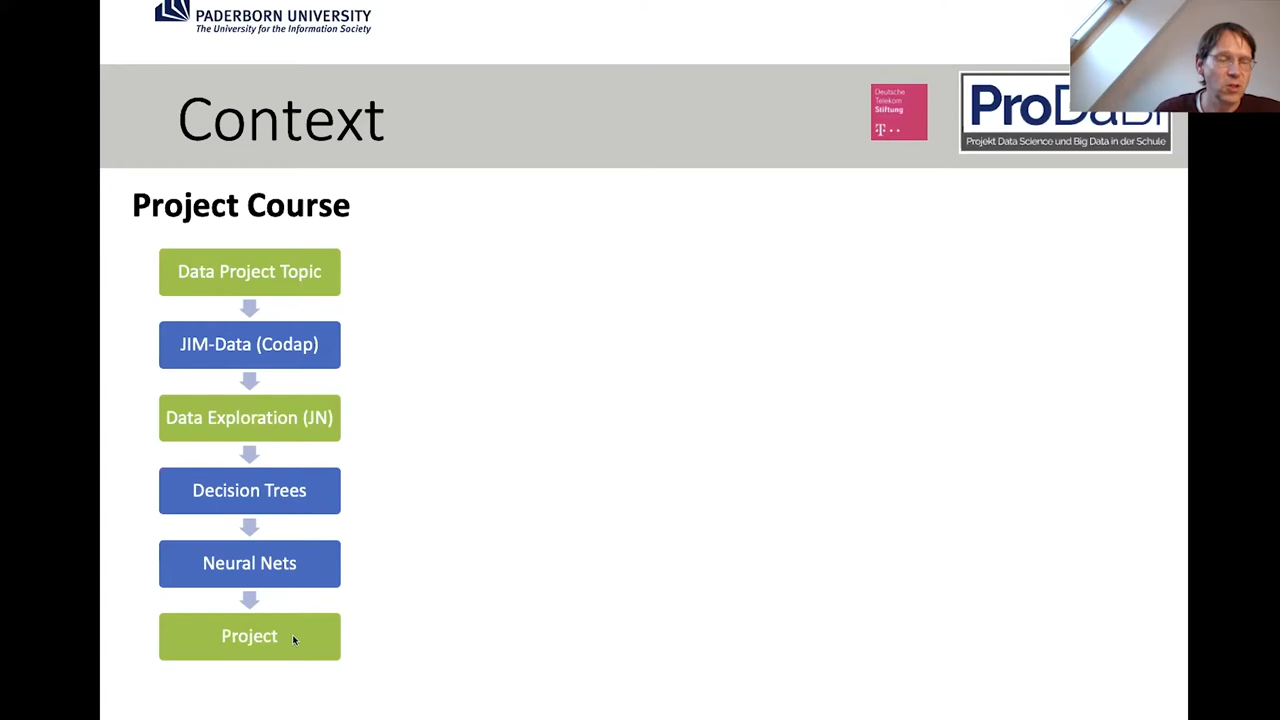 PADERBORN UNIVERSITY
The University for the Information Society
Context
Deutsche
Telekom
Stiftung
T
Projekt Data Science und Big Data in der Schule
Project Course
Data Project Topic
JIM-Data (Codap)
Data Exploration (JN)
Decision Trees
Neural Nets
Project